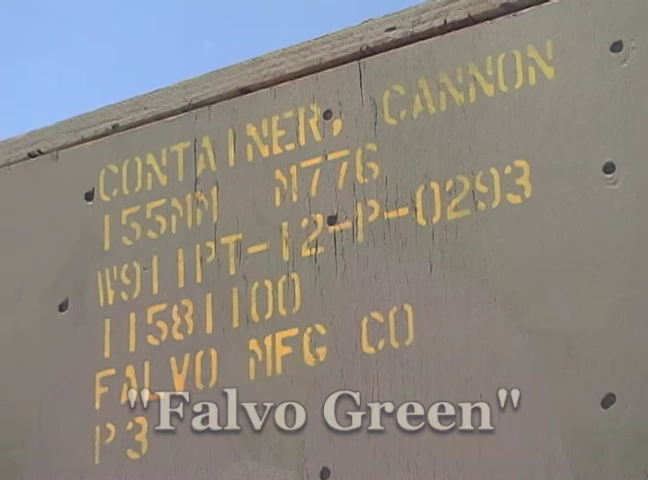 CONTAINER, CANNON
155MM M776
W911PT-12-P-0293
11581100
FALVO MFG CO
"Falvo Green"
P3